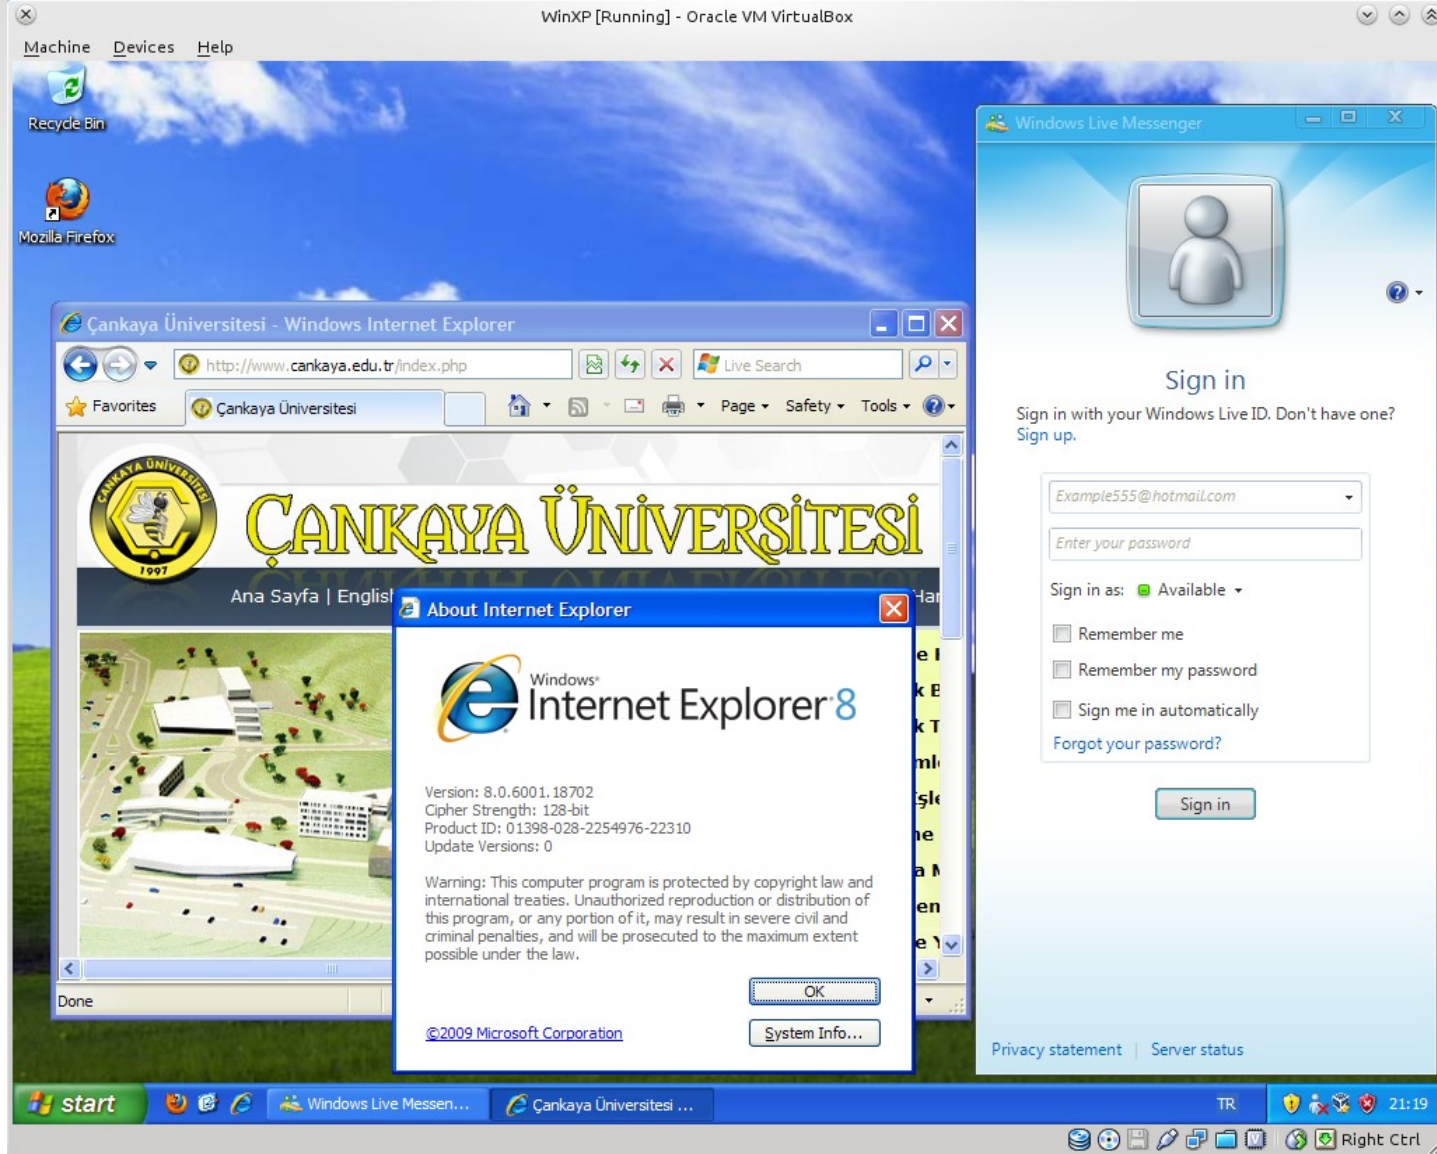 WinXP [Running] - Oracle VM VirtualBox
Machine Devices Help
Recycle Bin
Mozilla Firefox
Çankaya Üniversitesi - Windows Internet Explorer
http://www.cankaya.edu.tr/index.php
Live Search
Favorites
Çankaya Üniversitesi
Page Safety Tools
ÇANKAYA ÜNİVERSİTESİ
1997
ÇANKAYA ÜNİVERSİTESİ
Ana Sayfa | English
Done
About Internet Explorer
Windows
Internet Explorer 8
Version: 8.0.6001.18702
Cipher Strength: 128-bit
Product ID: 01398-028-2254976-22310
Update Versions: 0
Warning: This computer program is protected by copyright law and
international treaties. Unauthorized reproduction or distribution of
this program, or any portion of it, may result in severe civil and
criminal penalties, and will be prosecuted to the maximum extent
possible under the law.
OK
©2009 Microsoft Corporation
System Info...
Windows Live Messenger
Sign in
Sign in with your Windows Live ID. Don't have one?
Sign up.
Example555@hotmail.com
Enter your password
Sign in as: Available
Remember me
Remember my password
Sign me in automatically
Forgot your password?
Sign in
Privacy statement | Server status
start
Windows Live Messen...
Çankaya Üniversitesi ...
TR
21:19
Right Ctrl